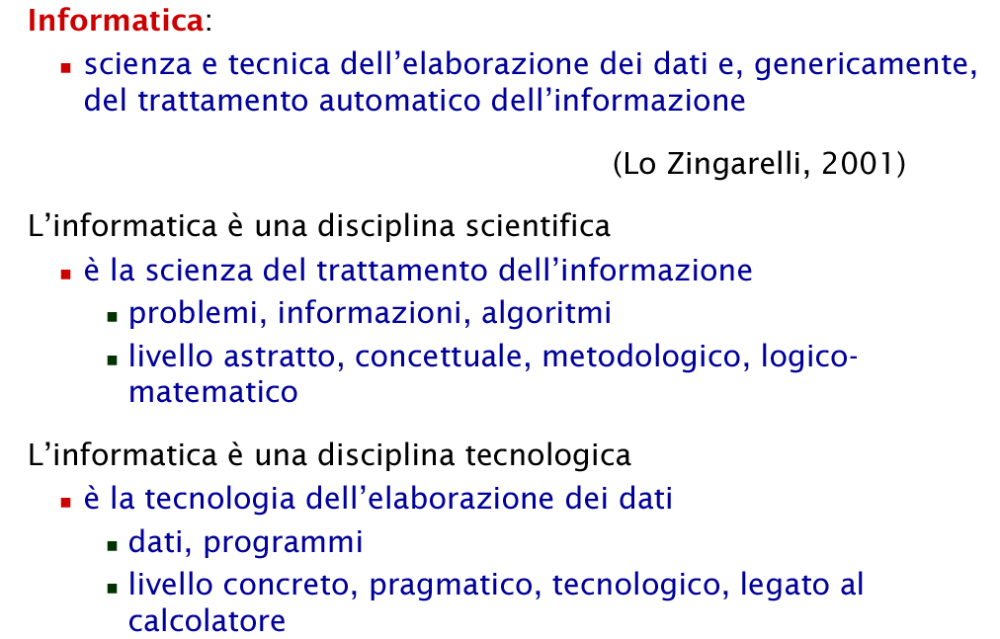 Informatica:
▪ scienza e tecnica dell’elaborazione dei dati e, genericamente,
del trattamento automatico dell’informazione
(Lo Zingarelli, 2001)
L’informatica è una disciplina scientifica
▪ è la scienza del trattamento dell’informazione
▪ problemi, informazioni, algoritmi
▪ livello astratto, concettuale, metodologico, logico-
matematico
L’informatica è una disciplina tecnologica
▪ è la tecnologia dell’elaborazione dei dati
▪ dati, programmi
▪ livello concreto, pragmatico, tecnologico, legato al
calcolatore